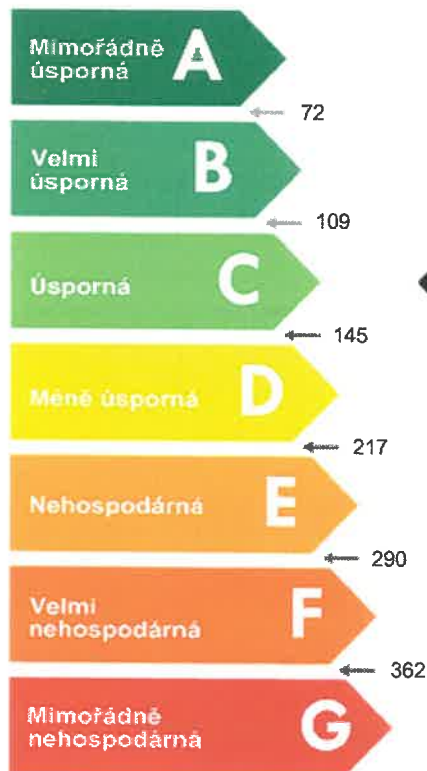 Mimořádně
úsporná A
72
Velmi
úsporná B
109
Úsporná C
145
Méně úsporná D
217
Nehospodárná E
290
Velmi
nehospodárná F
362
Mimořádně
nehospodárná G